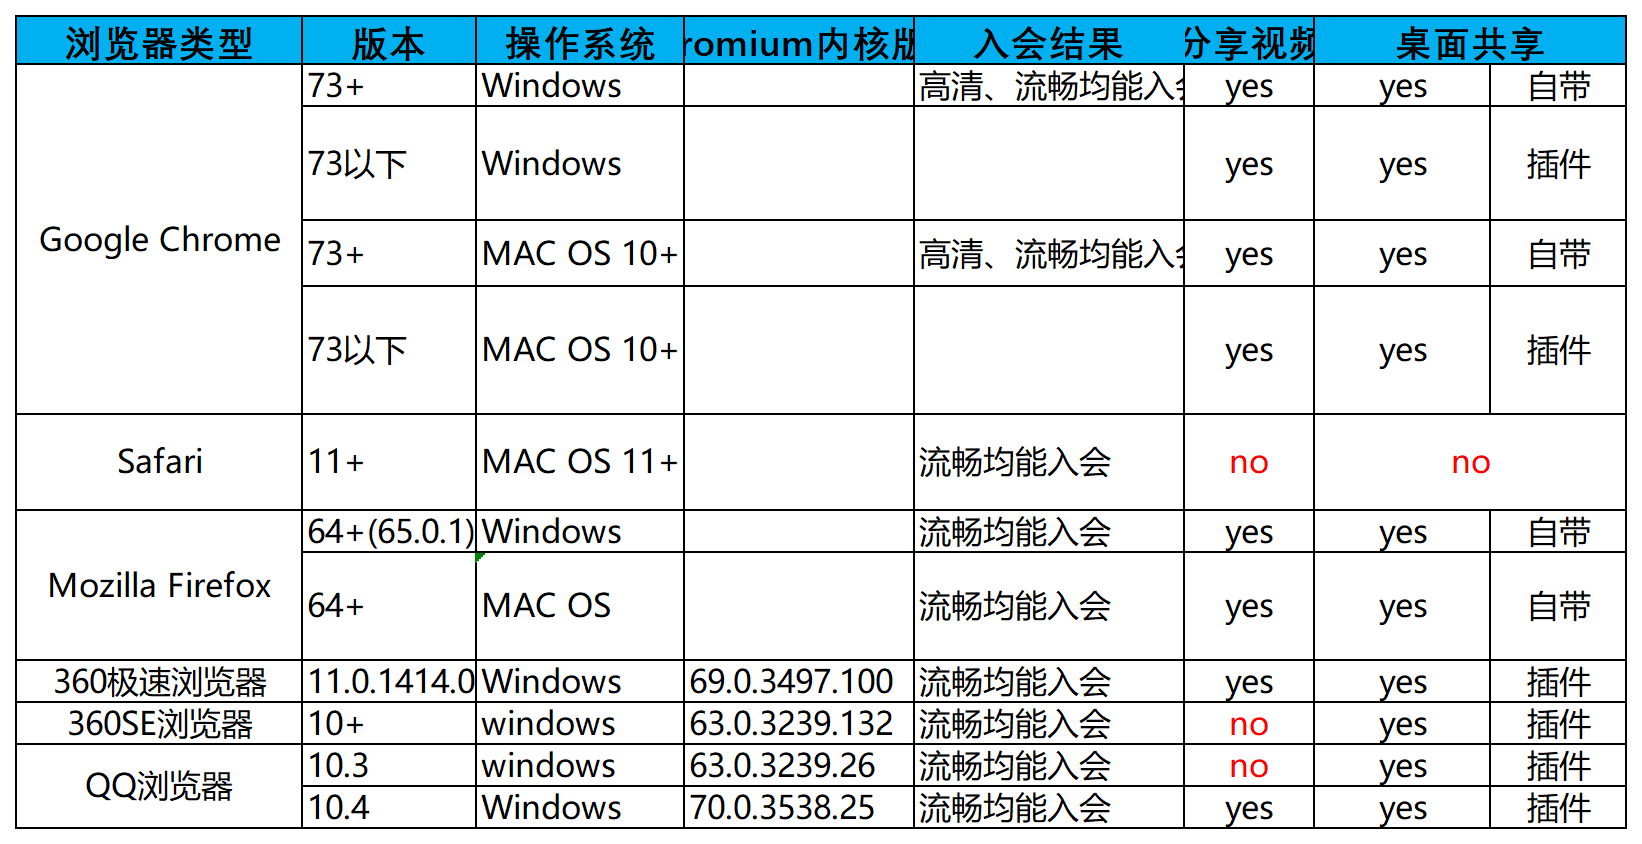 浏览器类型 版本 操作系统 romium内核版 入会结果 分享视频 桌面共享
73+ Windows 高清、流畅均能入会 yes yes 自带
73以下 Windows yes yes 插件
Google Chrome
73+ MAC OS 10+ 高清、流畅均能入会 yes yes 自带
73以下 MAC OS 10+ yes yes 插件
Safari 11+ MAC OS 11+ 流畅均能入会 no no
64+(65.0.1) Windows 流畅均能入会 yes yes 自带
Mozilla Firefox
64+ MAC OS 流畅均能入会 yes yes 自带
360极速浏览器 11.0.1414.0 Windows 69.0.3497.100 流畅均能入会 yes yes 插件
360SE浏览器 10+ windows 63.0.3239.132 流畅均能入会 no yes 插件
QQ浏览器
10.3 windows 63.0.3239.26 流畅均能入会 no yes 插件
10.4 Windows 70.0.3538.25 流畅均能入会 yes yes 插件